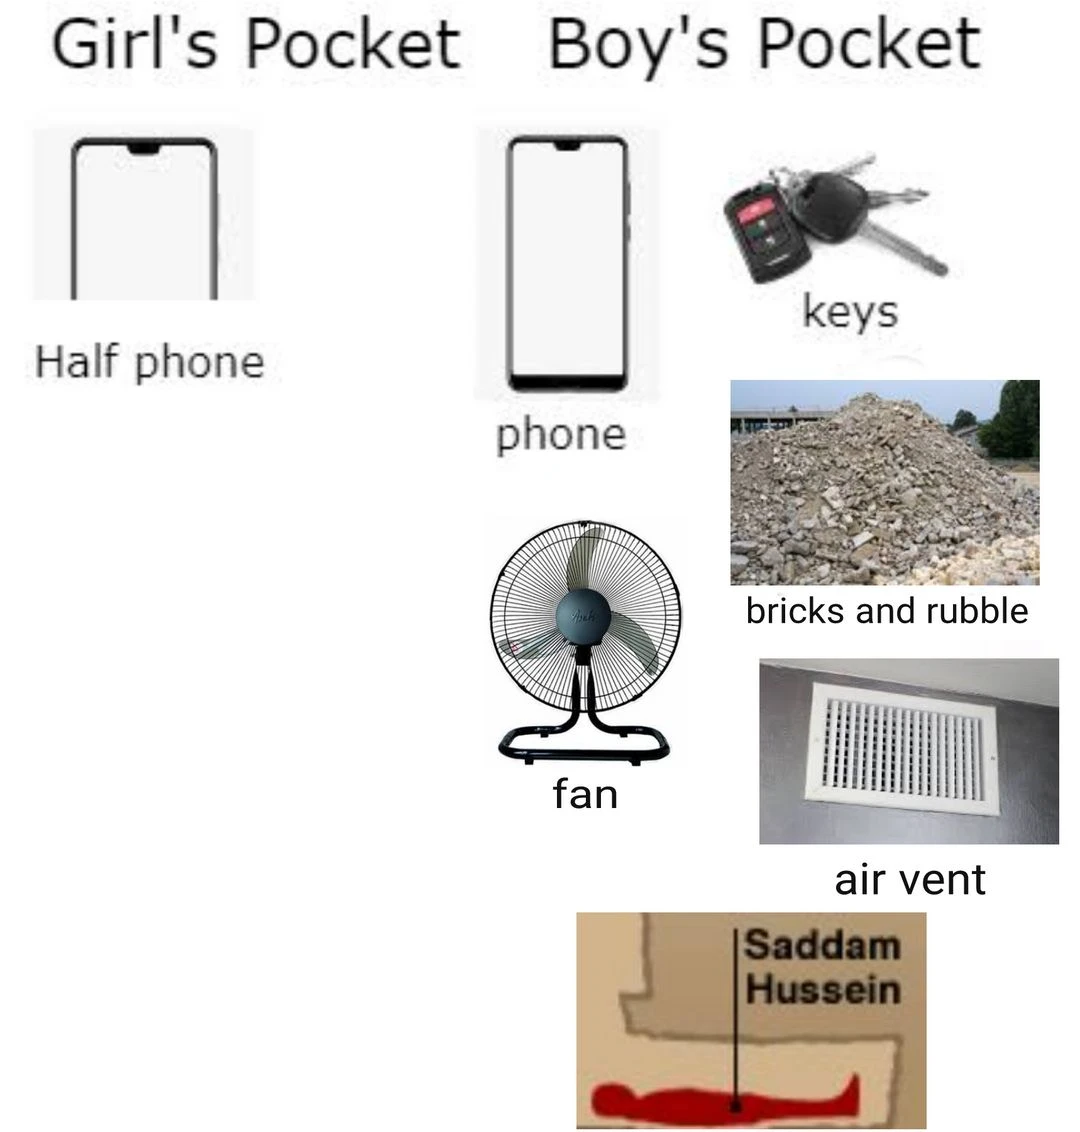 Girl's Pocket
Boy's Pocket
Half phone
phone
keys
bricks and rubble
fan
air vent
Saddam
Hussein